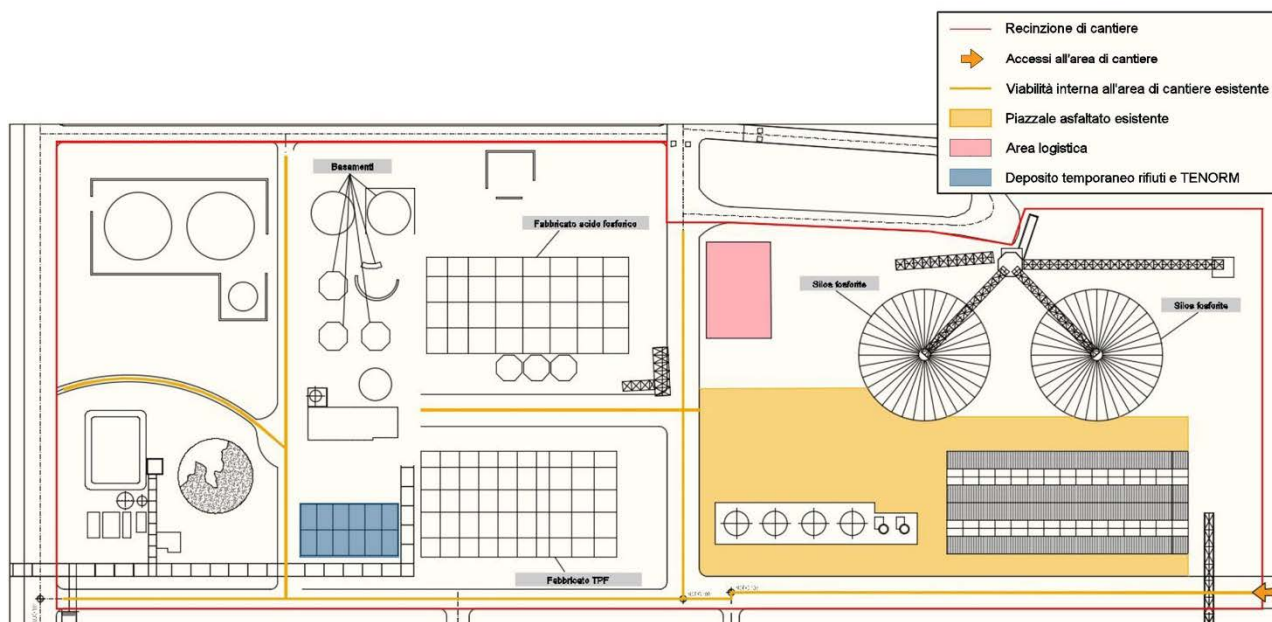 Recinzione di cantiere
Accessi all'area di cantiere
Viabilità interna all'area di cantiere esistente
Piazzale asfaltato esistente
Area logistica
Deposito temporaneo rifiuti e TENORM
Basamenti
Fabbricato acido fosforico
Silos fosforite
Silos fosforite
Fabbricato TPF